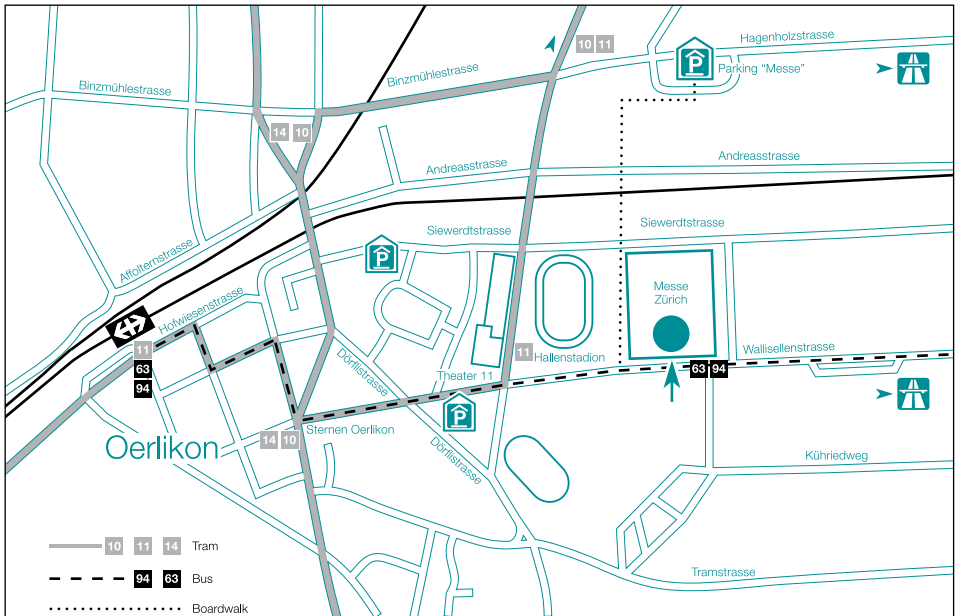 10 11
Hagenholzstrasse
P
Parking "Messe"
Binzmühlestrasse
Binzmühlestrasse
14 10
Andreasstrasse
Andreasstrasse
Siewerdtstrasse
Siewerdtstrasse
Affolternstrasse
P
Hofwiesenstrasse
Messe
Zürich
11
63
94
Dörflistrasse
11
Hallenstadion
Wallisellenstrasse
Theater 11
63 94
P
14 10
Sternen Oerlikon
Oerlikon
Dörflistrasse
Kühriedweg
10 11 14 Tram
94 63 Bus
Boardwalk
Tramstrasse